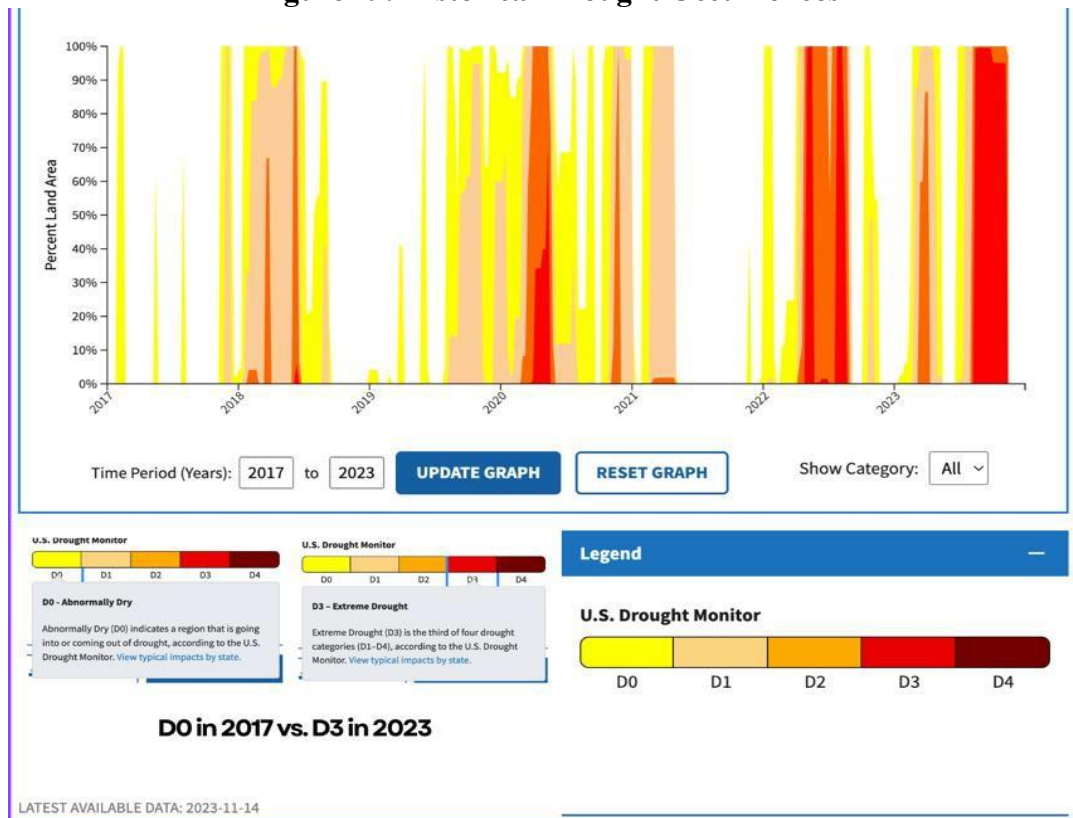 100%
90%
80%
70%
60%
50%
40%
30%
20%
10%
0%
Percent Land Area
2017 2018 2019 2020 2021 2022 2023
Time Period (Years): 2017 to 2023 UPDATE GRAPH RESET GRAPH Show Category: All
U.S. Drought Monitor
D0 D1 D2 D3 D4
D0 - Abnormally Dry
Abnormally Dry (D0) indicates a region that is going
into or coming out of drought, according to the U.S.
Drought Monitor. View typical impacts by state.
U.S. Drought Monitor
D0 D1 D2 D3 D4
D3 – Extreme Drought
Extreme Drought (D3) is the third of four drought
categories (D1–D4), according to the U.S. Drought
Monitor. View typical impacts by state.
D0 in 2017 vs. D3 in 2023
Legend
U.S. Drought Monitor
D0 D1 D2 D3 D4
LATEST AVAILABLE DATA: 2023-11-14